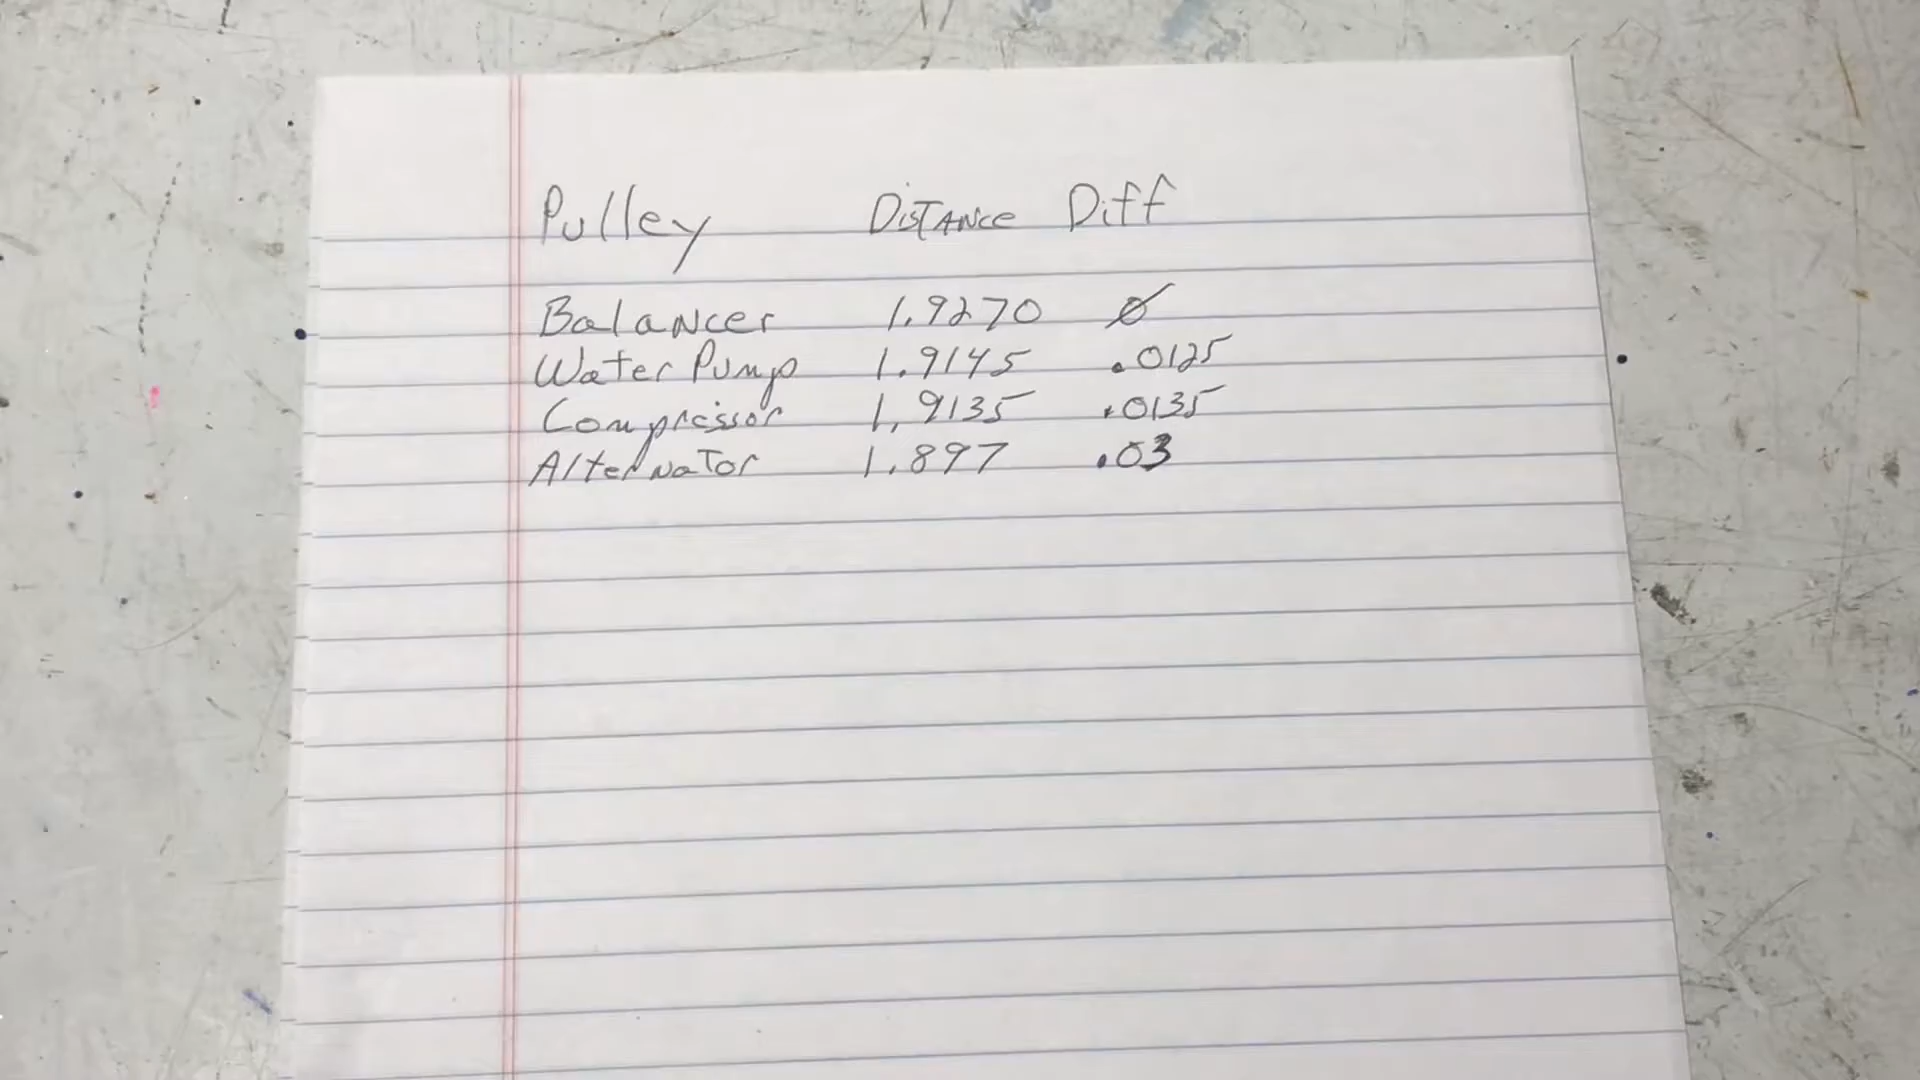 Pulley Distance Diff
Balancer 1.9270 Ø
Water Pump 1.9145 .0125
Compressor 1.9135 .0135
Alternator 1.897 .03